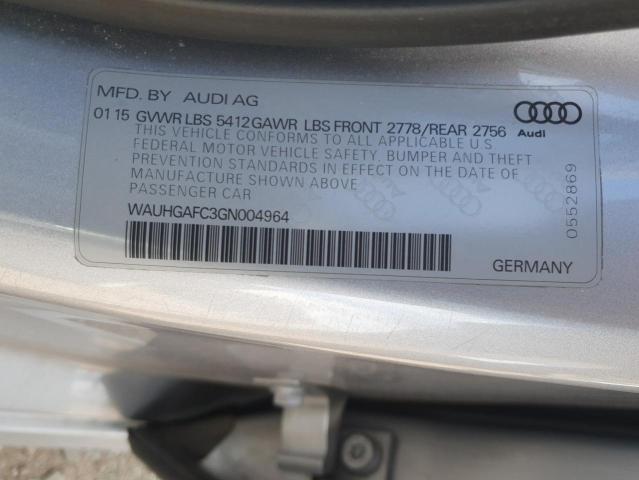 MFD. BY AUDI AG
01 15 GVWR LBS 5412 GAWR LBS FRONT 2778/REAR 2756
THIS VEHICLE CONFORMS TO ALL APPLICABLE U S
FEDERAL MOTOR VEHICLE SAFETY. BUMPER AND THEFT
PREVENTION STANDARDS IN EFFECT ON THE DATE OF
MANUFACTURE SHOWN ABOVE
PASSENGER CAR
WAUHGAFC3GN004964
Audi
0552869
GERMANY